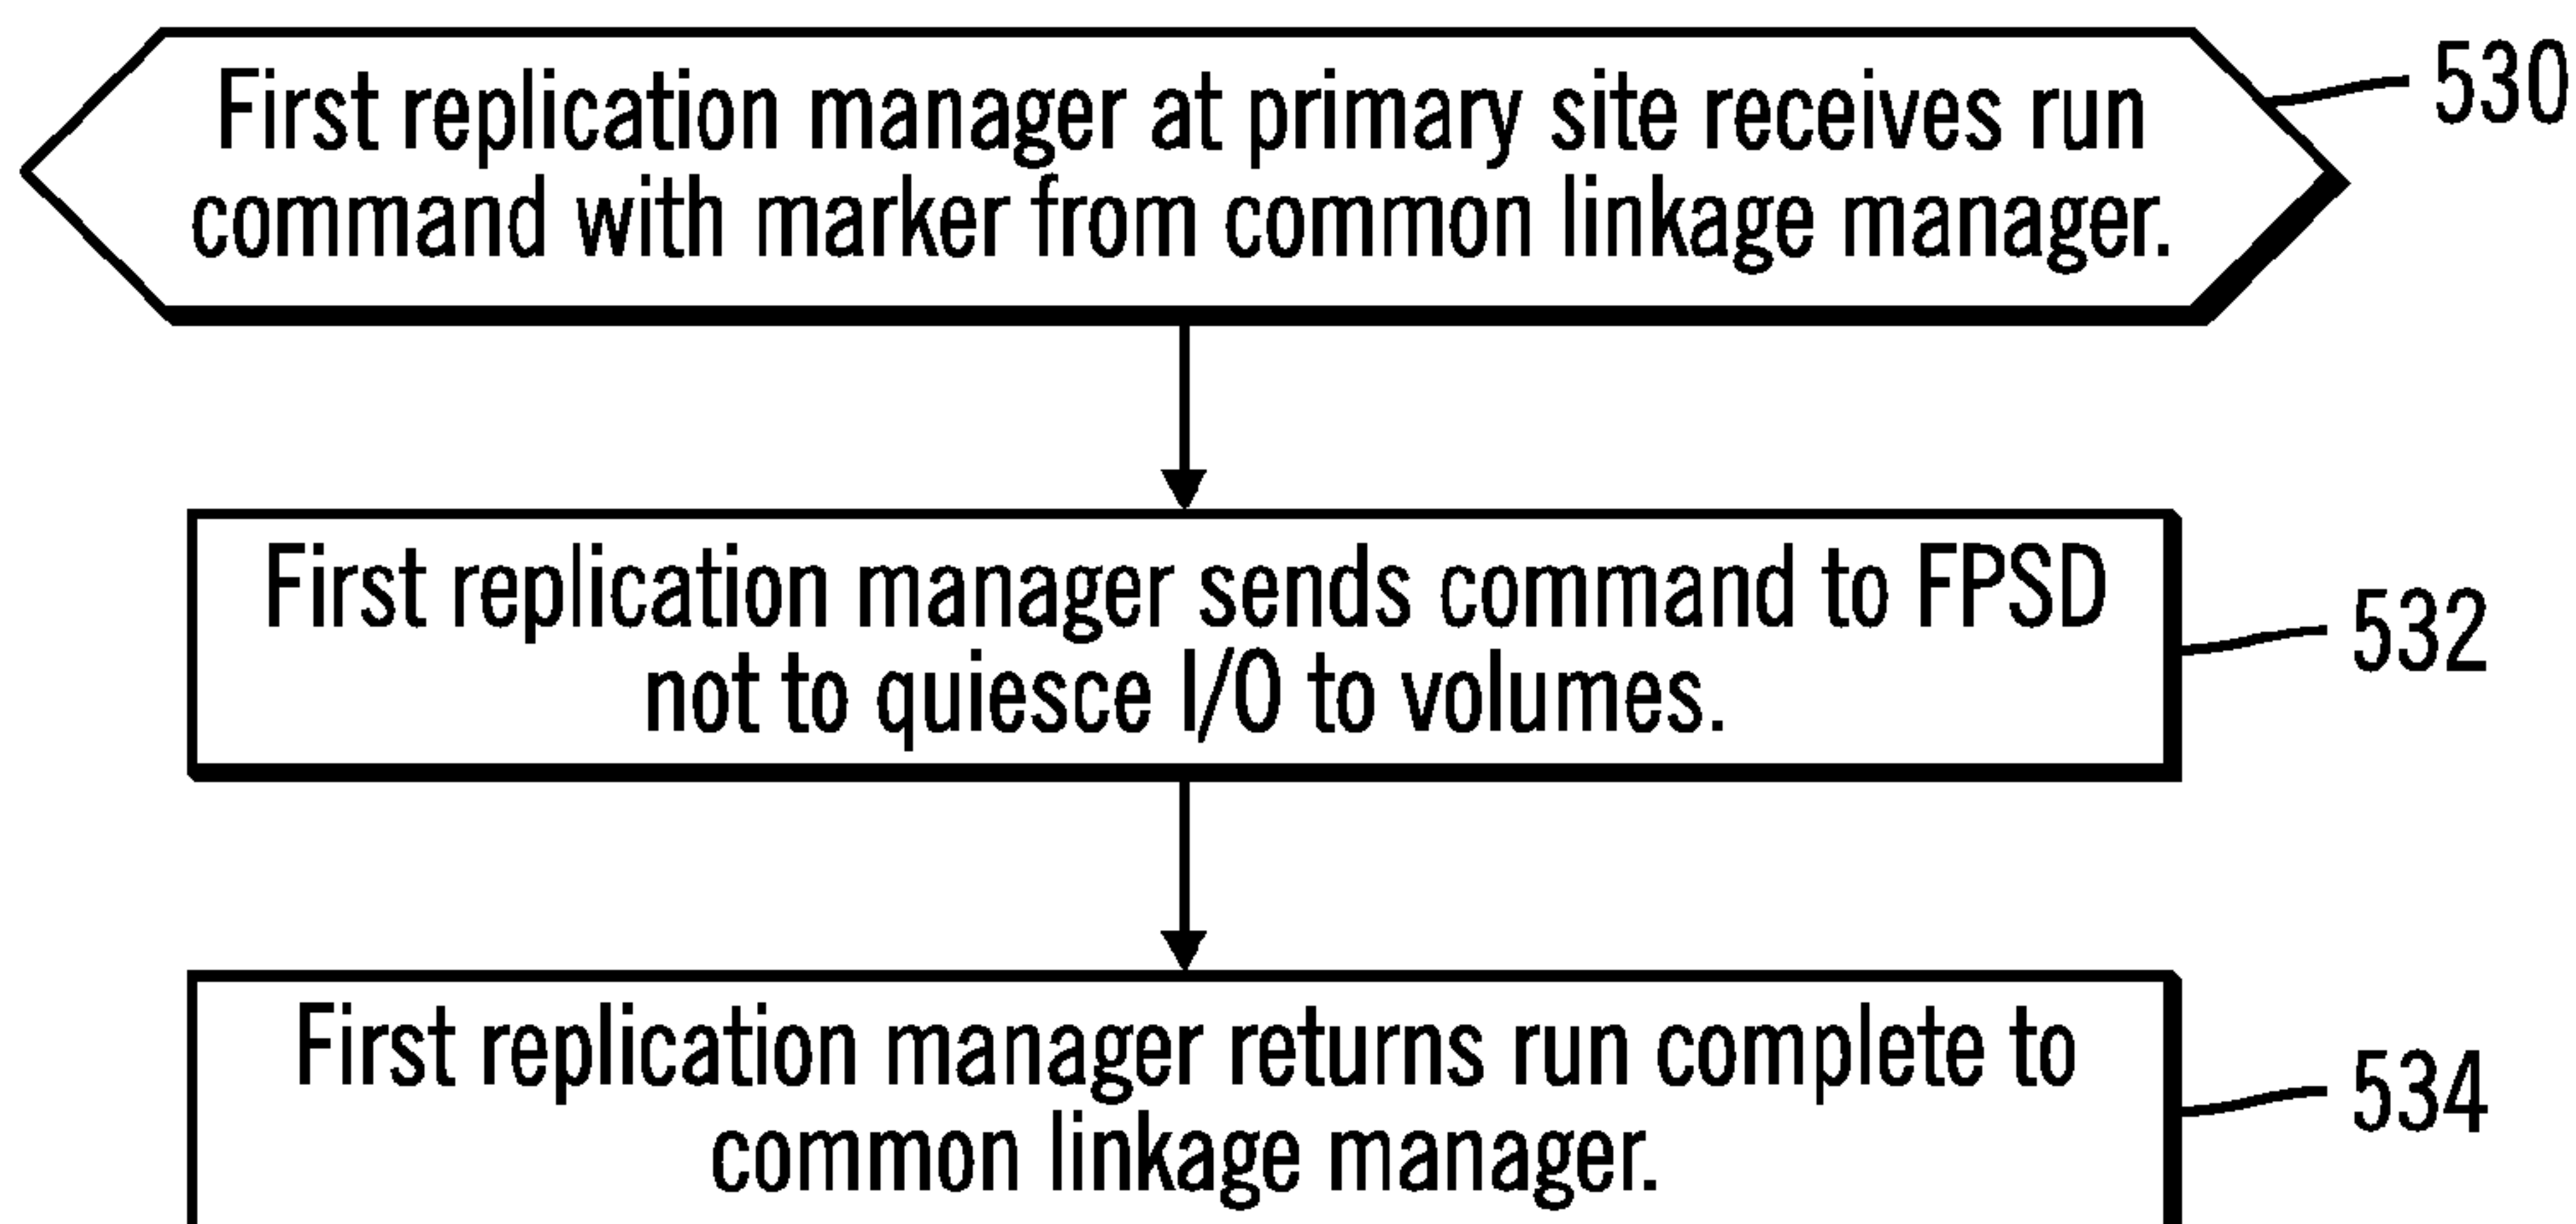 First replication manager at primary site receives run
command with marker from common linkage manager.
530
First replication manager sends command to FPSD
not to quiesce I/O to volumes.
532
First replication manager returns run complete to
common linkage manager.
534